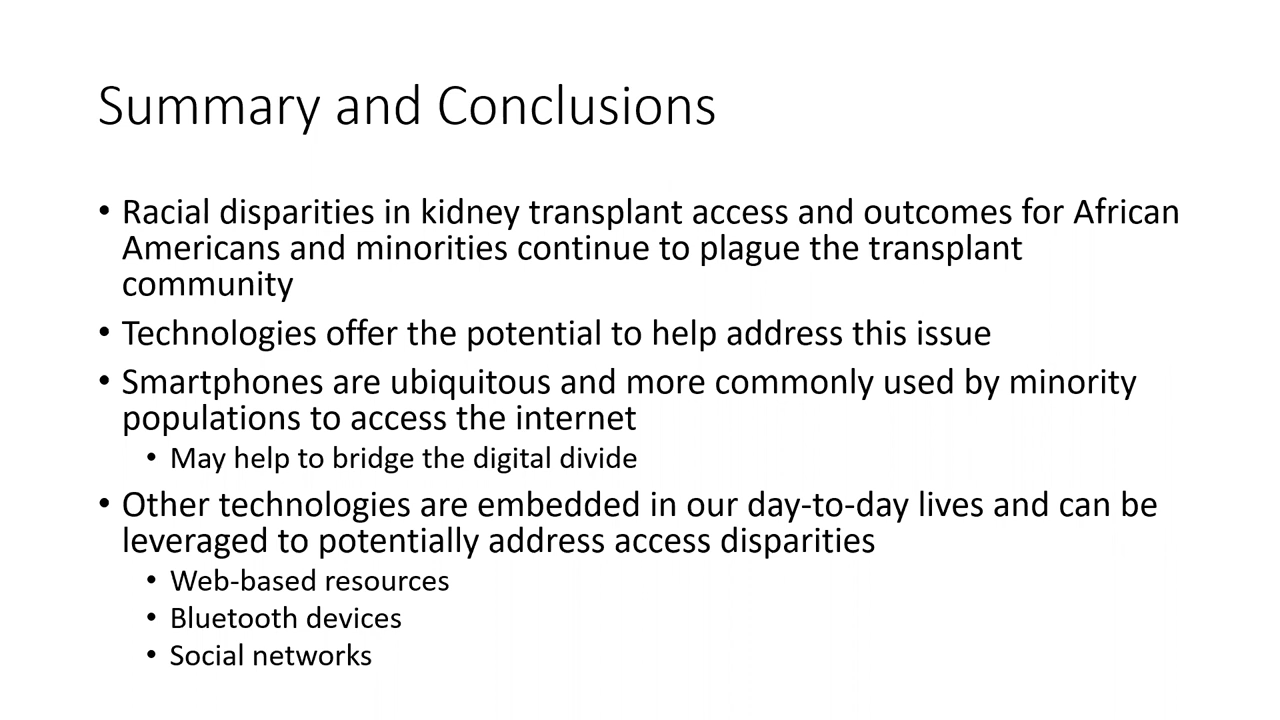 Summary and Conclusions
• Racial disparities in kidney transplant access and outcomes for African
Americans and minorities continue to plague the transplant
community
• Technologies offer the potential to help address this issue
• Smartphones are ubiquitous and more commonly used by minority
populations to access the internet
• May help to bridge the digital divide
• Other technologies are embedded in our day-to-day lives and can be
leveraged to potentially address access disparities
• Web-based resources
• Bluetooth devices
• Social networks